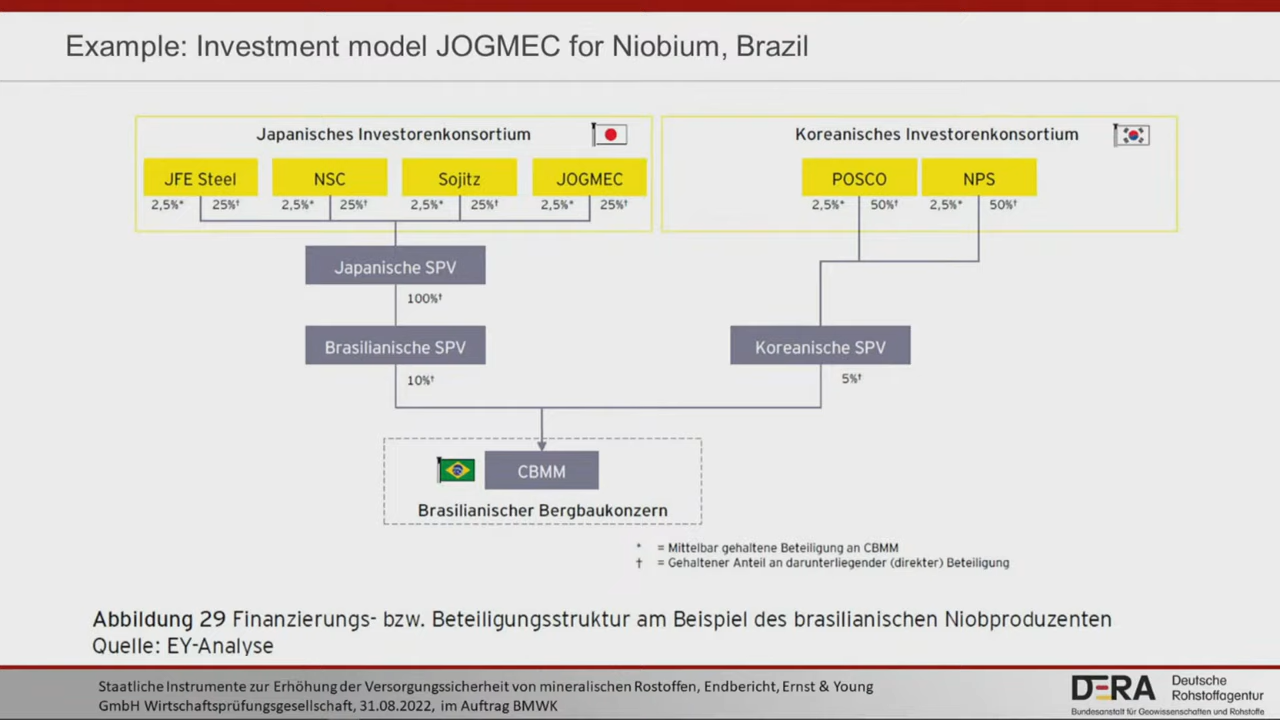 Example: Investment model JOGMEC for Niobium, Brazil
Japanisches Investorenkonsortium
JFE Steel
NSC
Sojitz
JOGMEC
2,5%* 25%†
2,5%* 25%†
2,5%* 25%†
2,5%* 25%†
Koreanisches Investorenkonsortium
POSCO
NPS
2,5%* 50%†
2,5%* 50%†
Japanische SPV
100%†
Brasilianische SPV
10%†
Koreanische SPV
5%†
CBMM
Brasilianischer Bergbaukonzern
* = Mittelbar gehaltene Beteiligung an CBMM
† = Gehaltener Anteil an darunterliegender (direkter) Beteiligung
Abbildung 29 Finanzierungs- bzw. Beteiligungsstruktur am Beispiel des brasilianischen Niobproduzenten
Quelle: EY-Analyse
Staatliche Instrumente zur Erhöhung der Versorgungssicherheit von mineralischen Rostoffen, Endbericht, Ernst & Young
GmbH Wirtschaftsprüfungsgesellschaft, 31.08.2022, im Auftrag BMWK
DERA
Deutsche
Rohstoffagentur
Bundesanstalt für Geowissenschaften und Rohstoffe